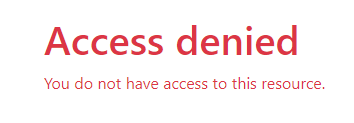 Access denied
You do not have access to this resource.